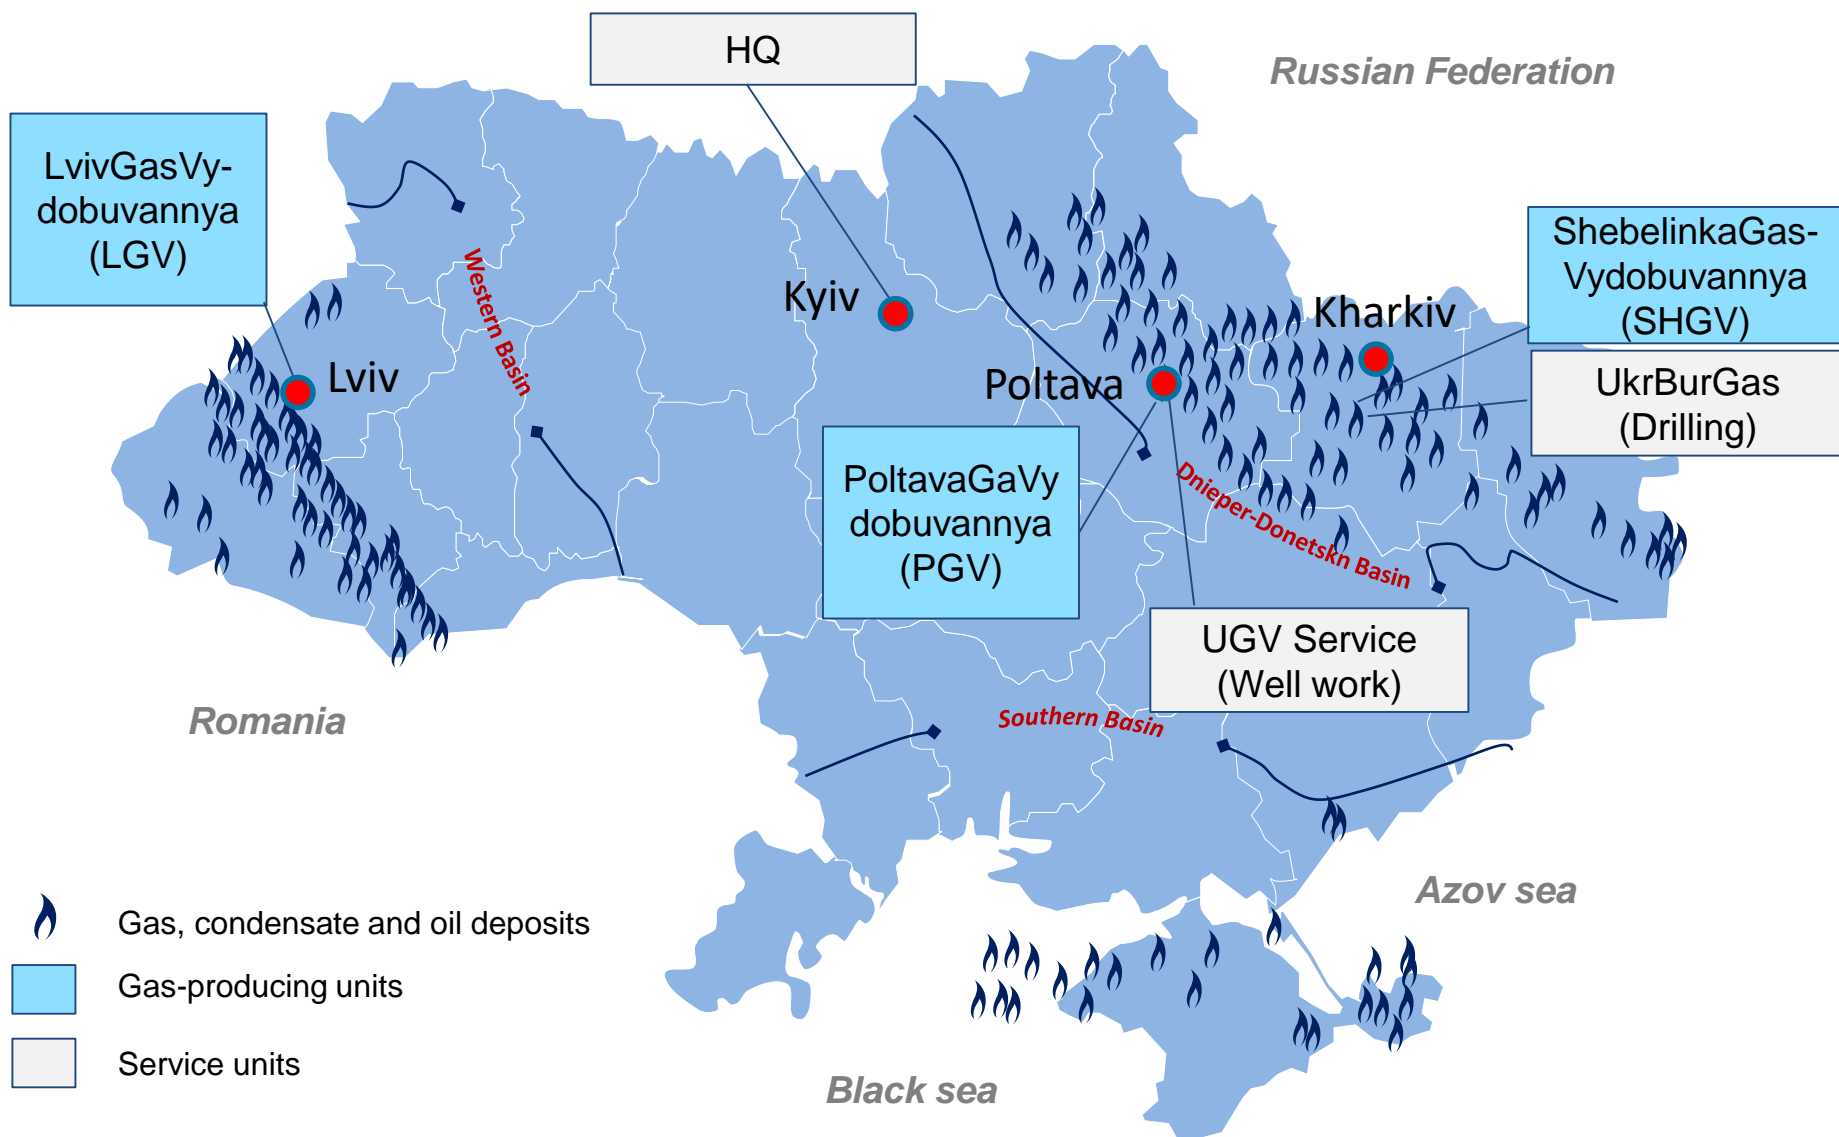 HQ
Russian Federation
LvivGasVy-
dobuvannya
(LGV)
ShebelinkaGas-
Vydobuvannya
(SHGV)
Western Basin
Kyiv
Kharkiv
Lviv
Poltava
UkrBurGas
(Drilling)
PoltavaGaVy
dobuvannya
(PGV)
Dnieper-Donetskn Basin
UGV Service
(Well work)
Romania
Southern Basin
Azov sea
Gas, condensate and oil deposits
Gas-producing units
Service units
Black sea